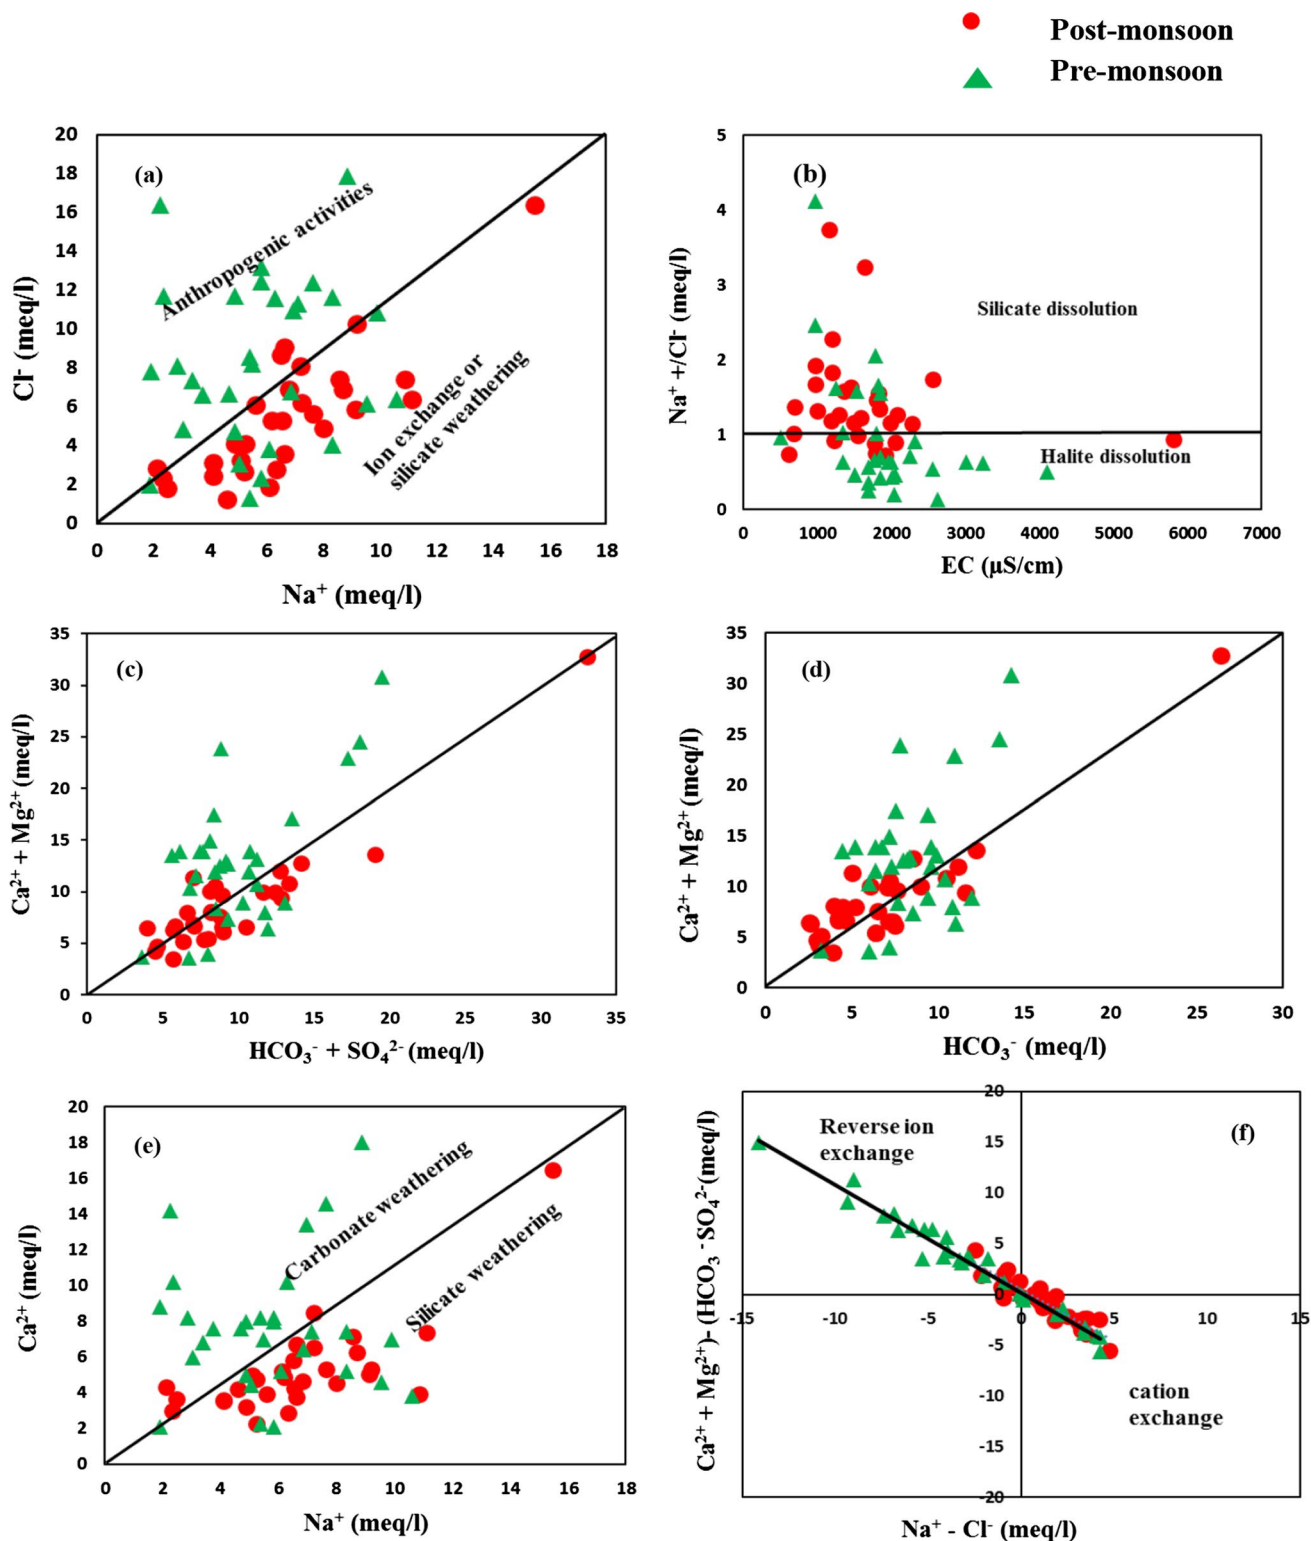 Post-monsoon
Pre-monsoon
(a)
Cl⁻ (meq/l)
20
18
16
14
12
10
8
6
4
2
0
Anthropogenic activities
Ion exchange or
silicate weathering
0 2 4 6 8 10 12 14 16 18
Na⁺ (meq/l)
(b)
Na⁺ +/Cl⁻ (meq/l)
5
4
3
2
1
0
Silicate dissolution
Halite dissolution
0 1000 2000 3000 4000 5000 6000 7000
EC (µS/cm)
(c)
Ca²⁺ + Mg²⁺ (meq/l)
35
30
25
20
15
10
5
0
0 5 10 15 20 25 30 35
HCO₃⁻ + SO₄²⁻ (meq/l)
(d)
Ca²⁺ + Mg²⁺ (meq/l)
35
30
25
20
15
10
5
0
0 5 10 15 20 25 30
HCO₃⁻ (meq/l)
(e)
Ca²⁺ (meq/l)
20
18
16
14
12
10
8
6
4
2
0
Carbonate weathering
Silicate weathering
0 2 4 6 8 10 12 14 16 18
Na⁺ (meq/l)
(f)
Ca²⁺ + Mg²⁺)- (HCO₃⁻ - SO₄²⁻(meq/l)
20
15
10
5
0
-5
-10
-15
-20
Reverse ion
exchange
cation
exchange
-15 -10 -5 0 5 10 15
Na⁺ - Cl⁻ (meq/l)